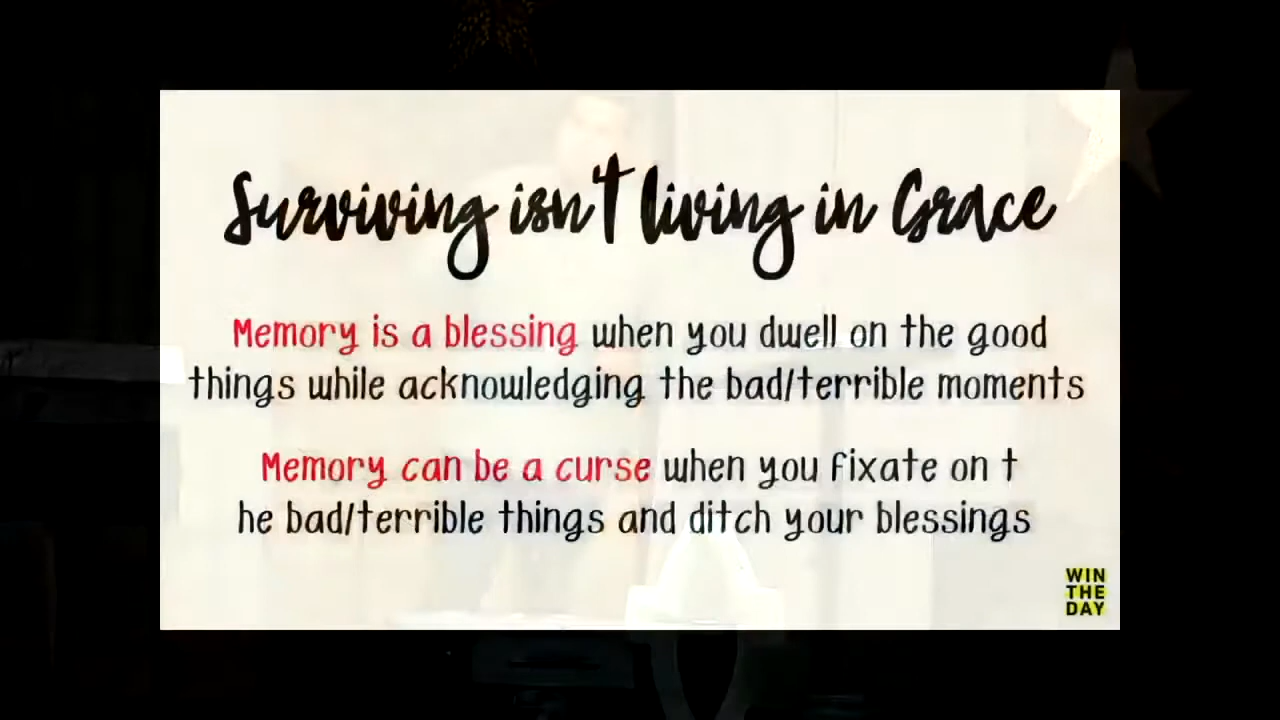 Surviving isn't living in Grace
Memory is a blessing when you dwell on the good
things while acknowledging the bad/terrible moments
Memory can be a curse when you fixate on t
he bad/terrible things and ditch your blessings
WIN
THE
DAY